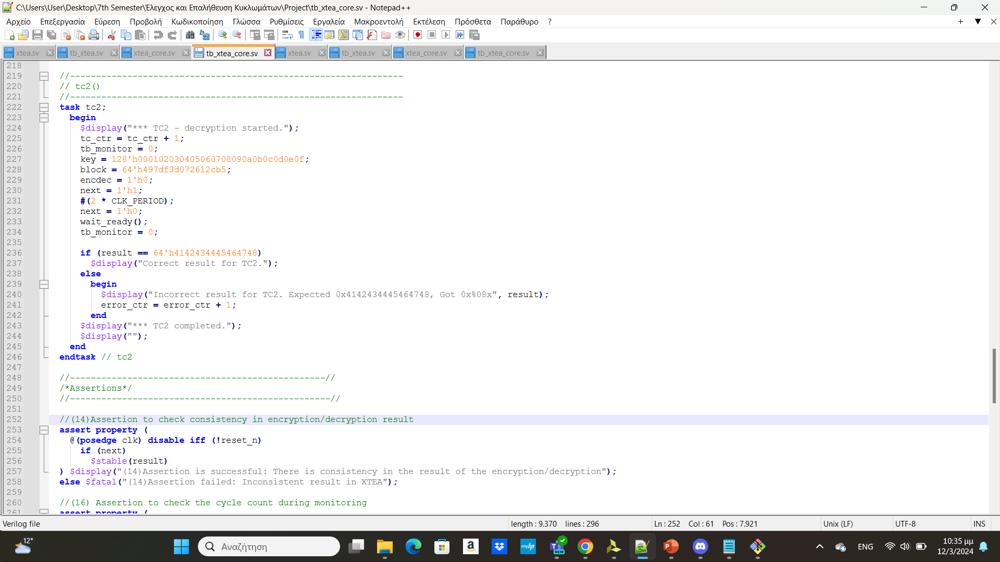 C:\Users\User\Desktop\7th Semester\Έλεγχος και Επαλήθευση Κυκλωμάτων\Project\tb_xtea_core.sv - Notepad++
Αρχείο Επεξεργασία Εύρεση Προβολή Κωδικοποίηση Γλώσσα Ρυθμίσεις Εργαλεία Μακροεντολή Εκτέλεση Πρόσθετα Παράθυρο ?
xtea.sv tb_xtea.sv xtea_core.sv tb_xtea_core.sv xtea.sv tb_xtea.sv xtea_core.sv tb_xtea_core.sv
218
219 //----------------------------------------------------------------
220 // tc2()
221 //----------------------------------------------------------------
222 task tc2;
223 begin
224 $display("*** TC2 - decryption started.");
225 tc_ctr = tc_ctr + 1;
226 tb_monitor = 0;
227 key = 128'h000102030405060708090a0b0c0d0e0f;
228 block = 64'h497df3d072612cb5;
229 encdec = 1'h0;
230 next = 1'h1;
231 #(2 * CLK_PERIOD);
232 next = 1'h0;
233 wait_ready();
234 tb_monitor = 0;
235
236 if (result == 64'h4142434445464748)
237 $display("Correct result for TC2.");
238 else
239 begin
240 $display("Incorrect result for TC2. Expected 0x4142434445464748, Got 0x%08x", result);
241 error_ctr = error_ctr + 1;
242 end
243 $display("*** TC2 completed.");
244 $display("");
245 end
246 endtask // tc2
247
248 //-------------------------------------------------//
249 /*Assertions*/
250 //--------------------------------------------------//
251
252 //(14)Assertion to check consistency in encryption/decryption result
253 assert property (
254 @(posedge clk) disable iff (!reset_n)
255 if (next)
256 $stable(result)
257 ) $display("(14)Assertion is successful: There is consistency in the result of the encryption/decryption");
258 else $fatal("(14)Assertion failed: Inconsistent result in XTEA");
259
260 //(16) Assertion to check the cycle count during monitoring
261 assert property (
Verilog file length : 9.370 lines : 296 Ln : 252 Col : 61 Pos : 7.921 Unix (LF) UTF-8 INS
12° Αναζήτηση ENG 10:35 μμ
12/3/2024